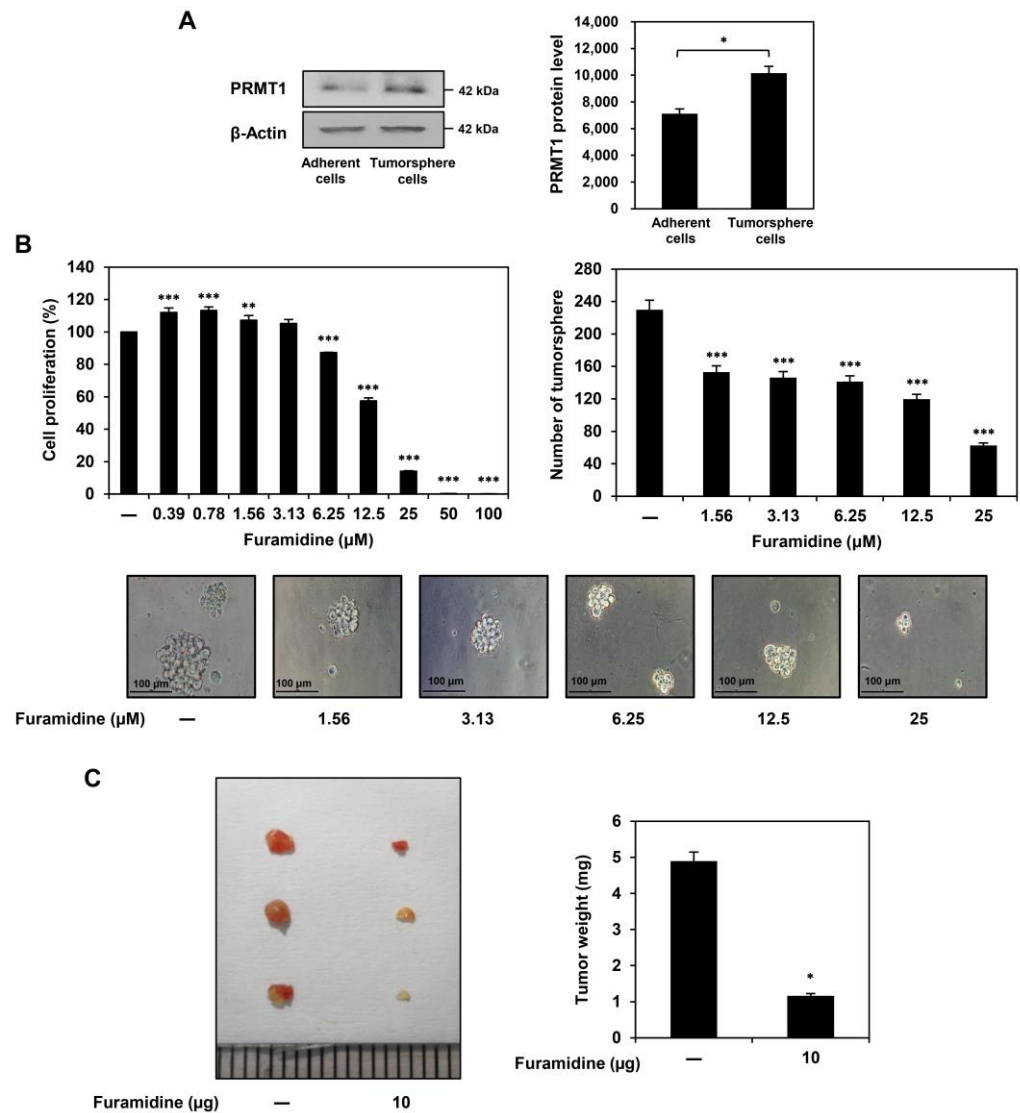 A
PRMT1
42 kDa
β-Actin
42 kDa
Adherent cells
Tumorsphere cells
PRMT1 protein level
14,000
12,000
10,000
8,000
6,000
4,000
2,000
0
*
Adherent cells
Tumorsphere cells
B
Cell proliferation (%)
140
120
100
80
60
40
20
0
*** *** ** *** *** *** *** ***
— 0.39 0.78 1.56 3.13 6.25 12.5 25 50 100
Furamidine (µM)
Number of tumorsphere
280
240
200
160
120
80
40
0
*** *** *** *** ***
— 1.56 3.13 6.25 12.5 25
Furamidine (µM)
100 µm 100 µm 100 µm 100 µm 100 µm 100 µm
Furamidine (µM) — 1.56 3.13 6.25 12.5 25
C
Furamidine (µg) — 10
Tumor weight (mg)
6
5
4
3
2
1
0
*
Furamidine (µg) — 10